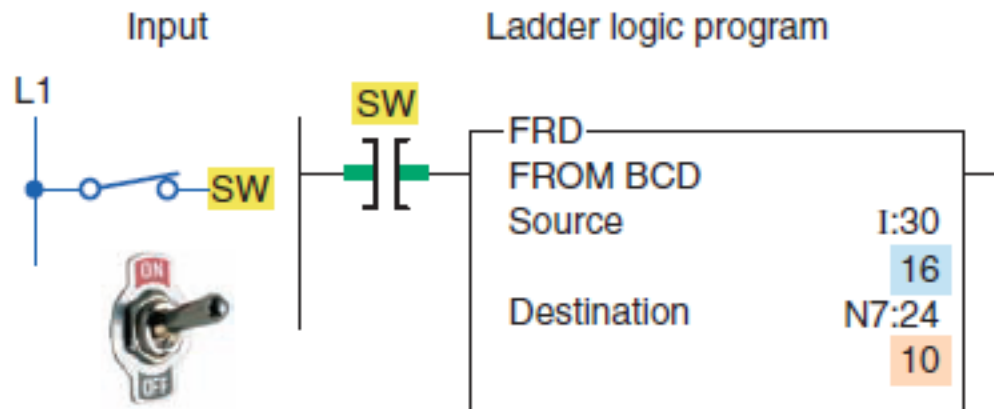 Input
Ladder logic program
L1
SW
SW
FRD
FROM BCD
Source I:30
16
Destination N7:24
10
ON
OFF